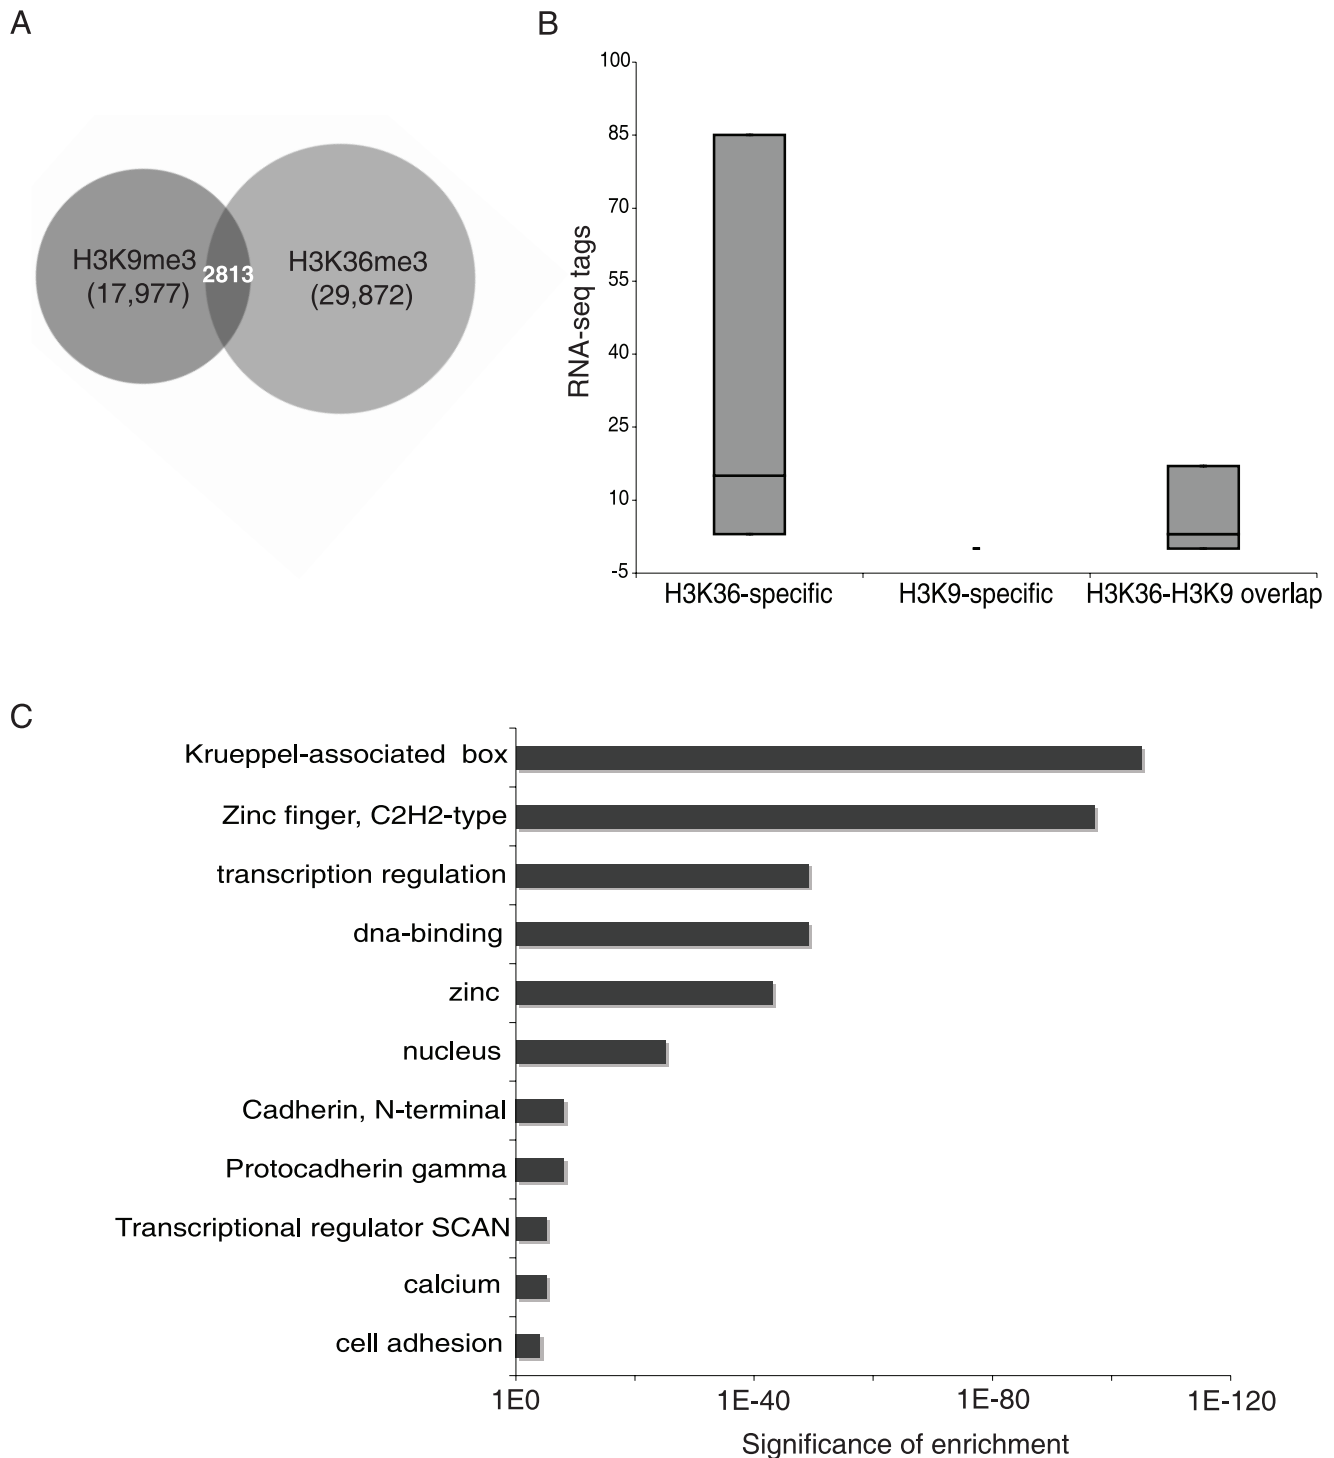 A
H3K9me3
(17,977)
2813
H3K36me3
(29,872)
B
100
85
70
55
40
25
10
-5
RNA-seq tags
H3K36-specific
H3K9-specific
H3K36-H3K9 overlap
C
Krueppel-associated box
Zinc finger, C2H2-type
transcription regulation
dna-binding
zinc
nucleus
Cadherin, N-terminal
Protocadherin gamma
Transcriptional regulator SCAN
calcium
cell adhesion
1E0
1E-40
1E-80
1E-120
Significance of enrichment